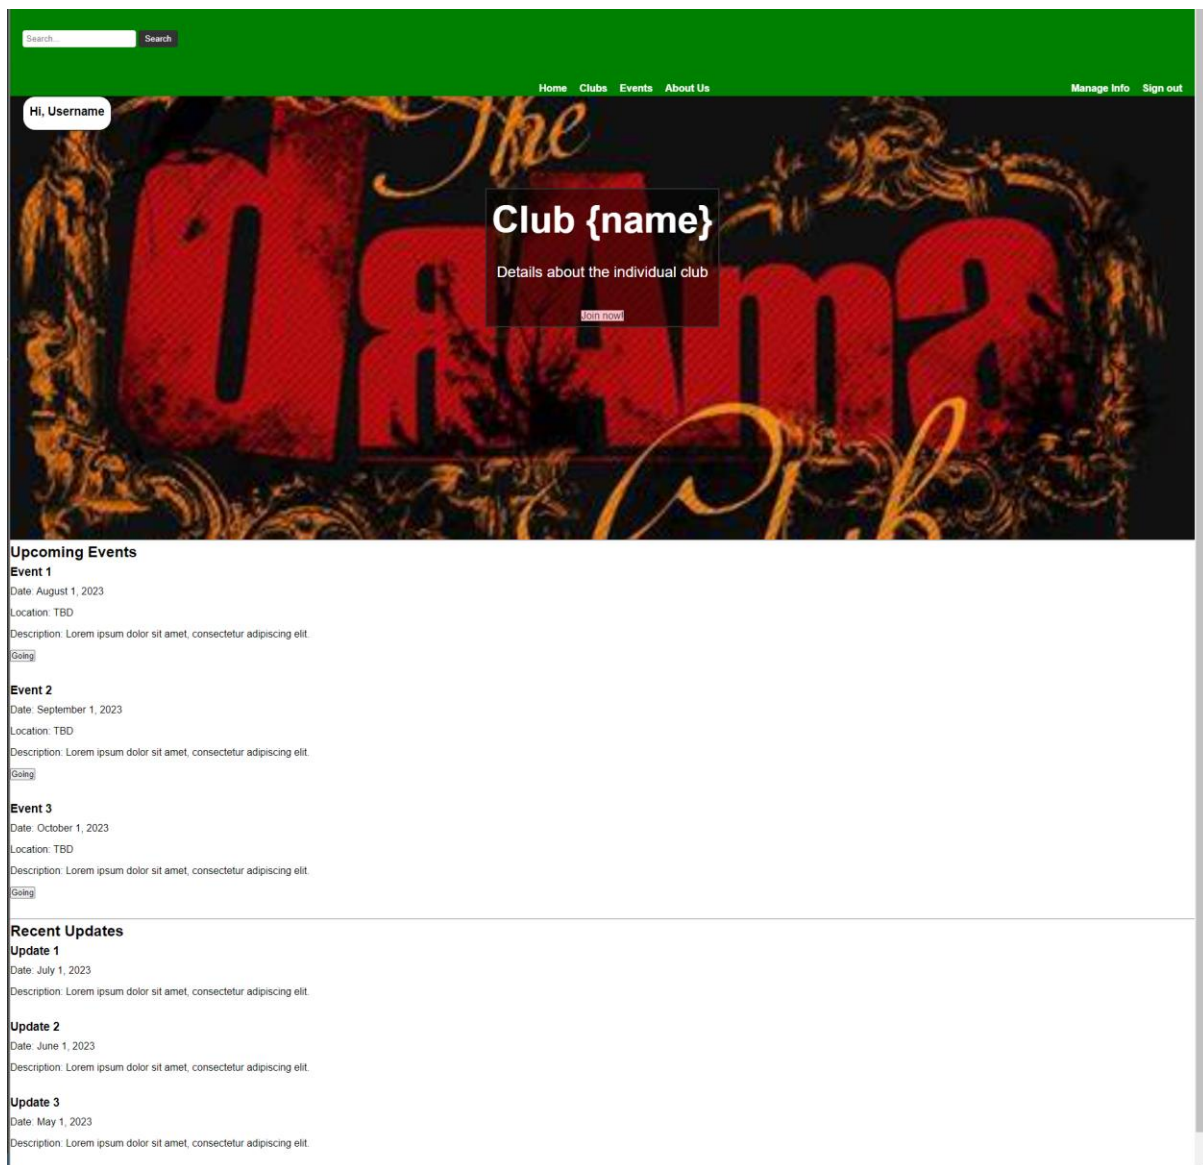 Search...
Search
Home Clubs Events About Us
Manage Info Sign out
Hi, Username
The
drAma
Club
Club {name}
Details about the individual club
Join now!
Upcoming Events
Event 1
Date: August 1, 2023
Location: TBD
Description: Lorem ipsum dolor sit amet, consectetur adipiscing elit.
Going
Event 2
Date: September 1, 2023
Location: TBD
Description: Lorem ipsum dolor sit amet, consectetur adipiscing elit.
Going
Event 3
Date: October 1, 2023
Location: TBD
Description: Lorem ipsum dolor sit amet, consectetur adipiscing elit.
Going
Recent Updates
Update 1
Date: July 1, 2023
Description: Lorem ipsum dolor sit amet, consectetur adipiscing elit.
Update 2
Date: June 1, 2023
Description: Lorem ipsum dolor sit amet, consectetur adipiscing elit.
Update 3
Date: May 1, 2023
Description: Lorem ipsum dolor sit amet, consectetur adipiscing elit.